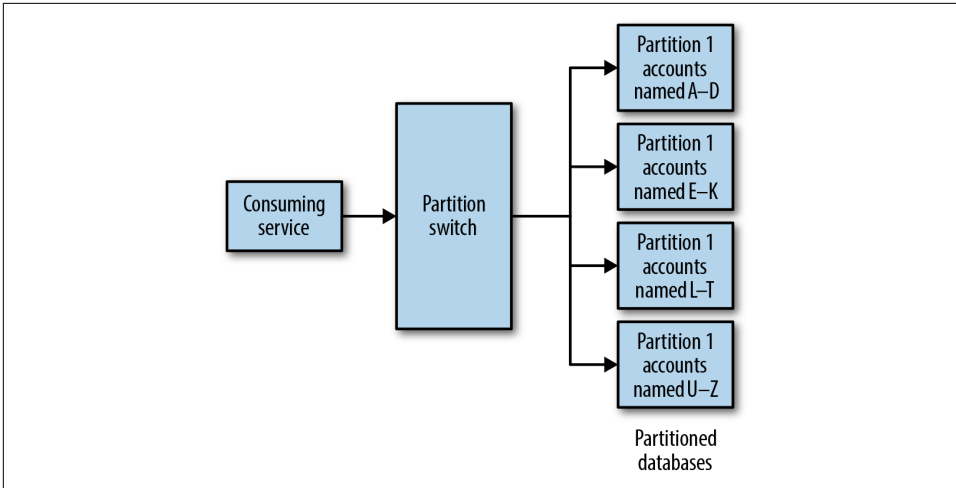 Consuming
service
Partition
switch
Partition 1
accounts
named A–D
Partition 1
accounts
named E–K
Partition 1
accounts
named L–T
Partition 1
accounts
named U–Z
Partitioned
databases